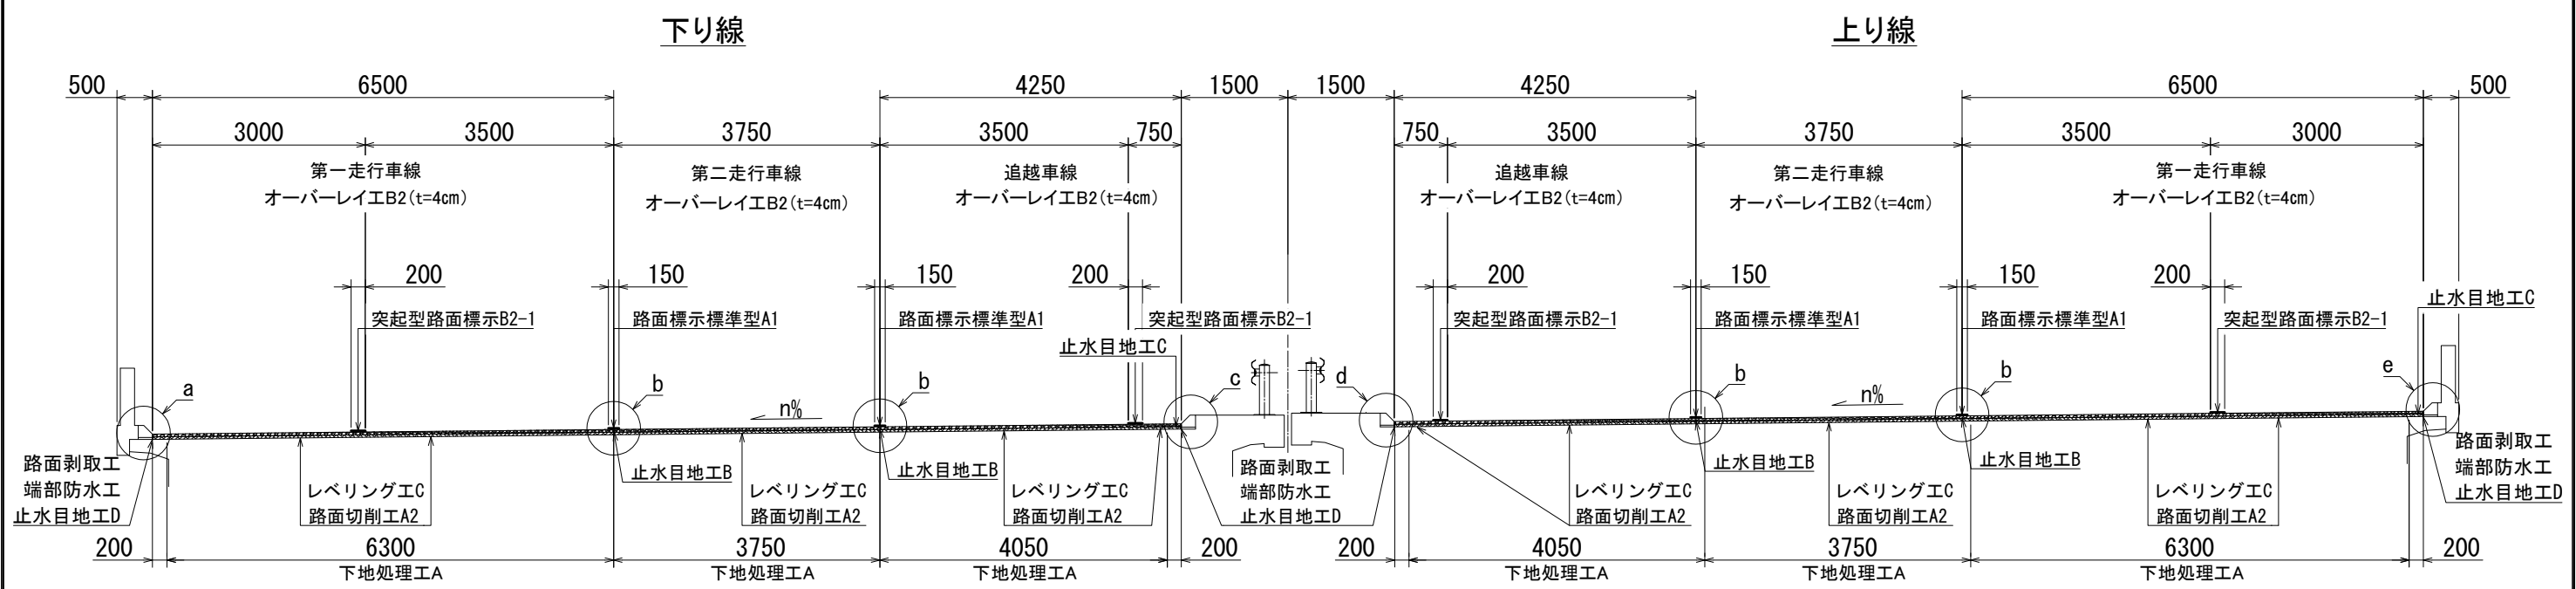 下り線
上り線
500 6500 4250 1500 1500 4250 6500 500
3000 3500 3750 3500 750 750 3500 3750 3500 3000
第一走行車線 第二走行車線 追越車線 追越車線 第二走行車線 第一走行車線
オーバーレイ工B2(t=4cm) オーバーレイ工B2(t=4cm) オーバーレイ工B2(t=4cm) オーバーレイ工B2(t=4cm) オーバーレイ工B2(t=4cm) オーバーレイ工B2(t=4cm)
200 150 150 200 200 150 150 200
止水目地工C
突起型路面標示B2-1 路面標示標準型A1 路面標示標準型A1 突起型路面標示B2-1 突起型路面標示B2-1 路面標示標準型A1 路面標示標準型A1 突起型路面標示B2-1
止水目地工C
a b b c d b b e
n% n%
路面剥取工
端部防水工
止水目地工D
止水目地工B 止水目地工B
路面剥取工
端部防水工
止水目地工D
止水目地工B 止水目地工B
路面剥取工
端部防水工
止水目地工D
レベリング工C レベリング工C レベリング工C レベリング工C レベリング工C レベリング工C
路面切削工A2 路面切削工A2 路面切削工A2 路面切削工A2 路面切削工A2 路面切削工A2
200 6300 3750 4050 200 200 4050 3750 6300 200
下地処理工A 下地処理工A 下地処理工A 下地処理工A 下地処理工A 下地処理工A